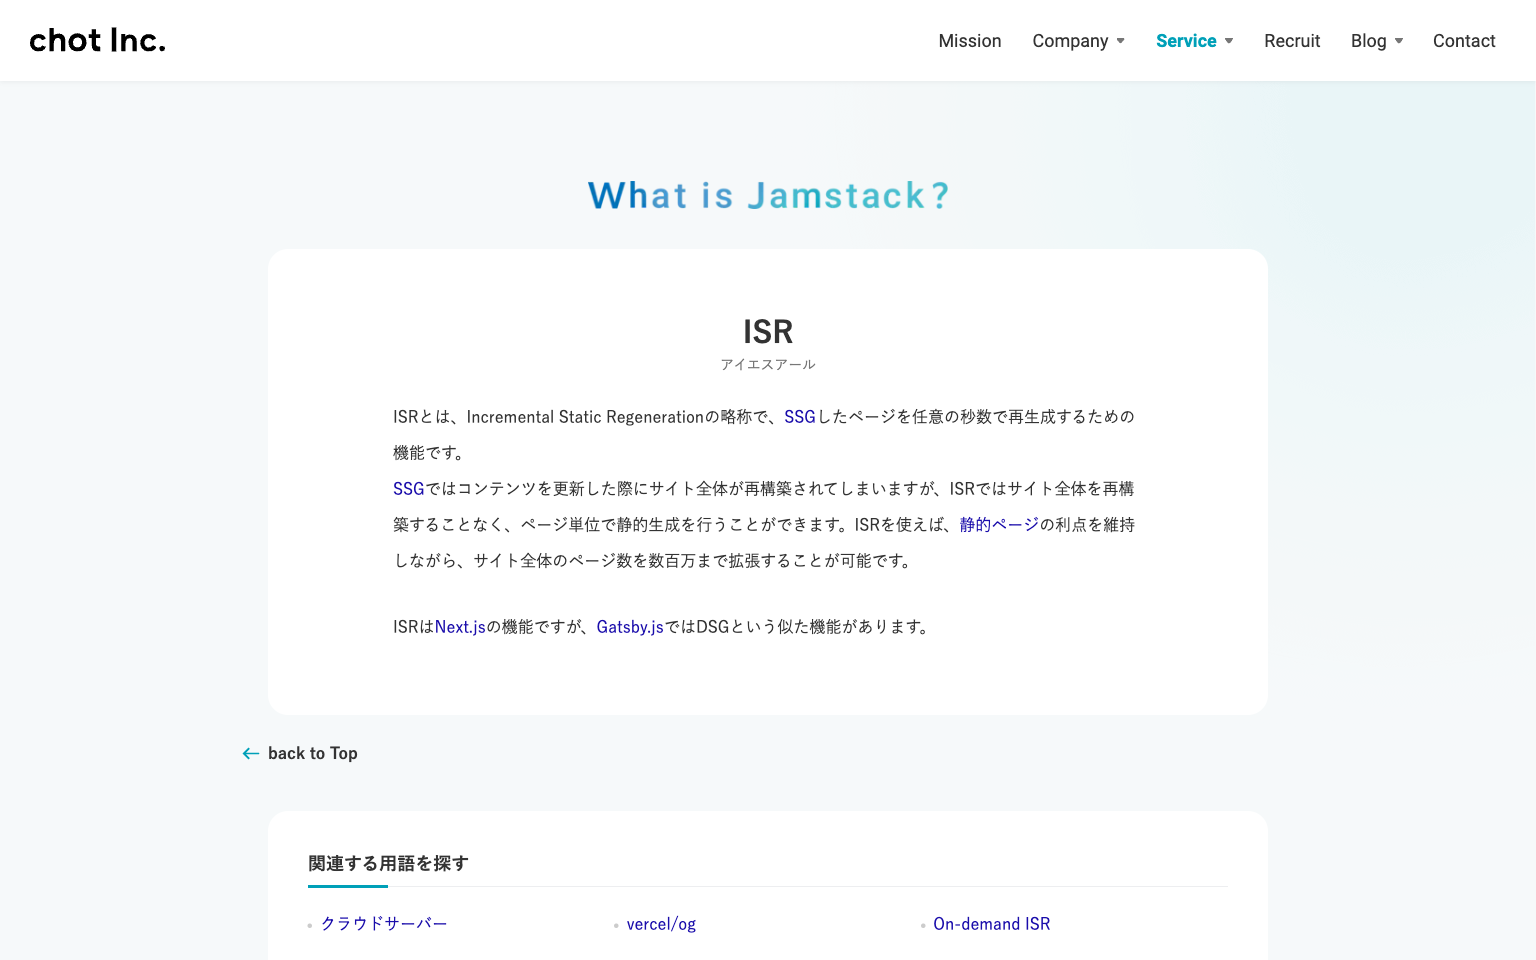 chot Inc.
Mission
Company
Service
Recruit
Blog
Contact
What is Jamstack?
ISR
アイエスアール
ISRとは、Incremental Static Regenerationの略称で、SSGしたページを任意の秒数で再生成するための
機能です。
SSGではコンテンツを更新した際にサイト全体が再構築されてしまいますが、ISRではサイト全体を再構
築することなく、ページ単位で静的生成を行うことができます。ISRを使えば、静的ページの利点を維持
しながら、サイト全体のページ数を数百万まで拡張することが可能です。
ISRはNext.jsの機能ですが、Gatsby.jsではDSGという似た機能があります。
back to Top
関連する用語を探す
クラウドサーバー
vercel/og
On-demand ISR